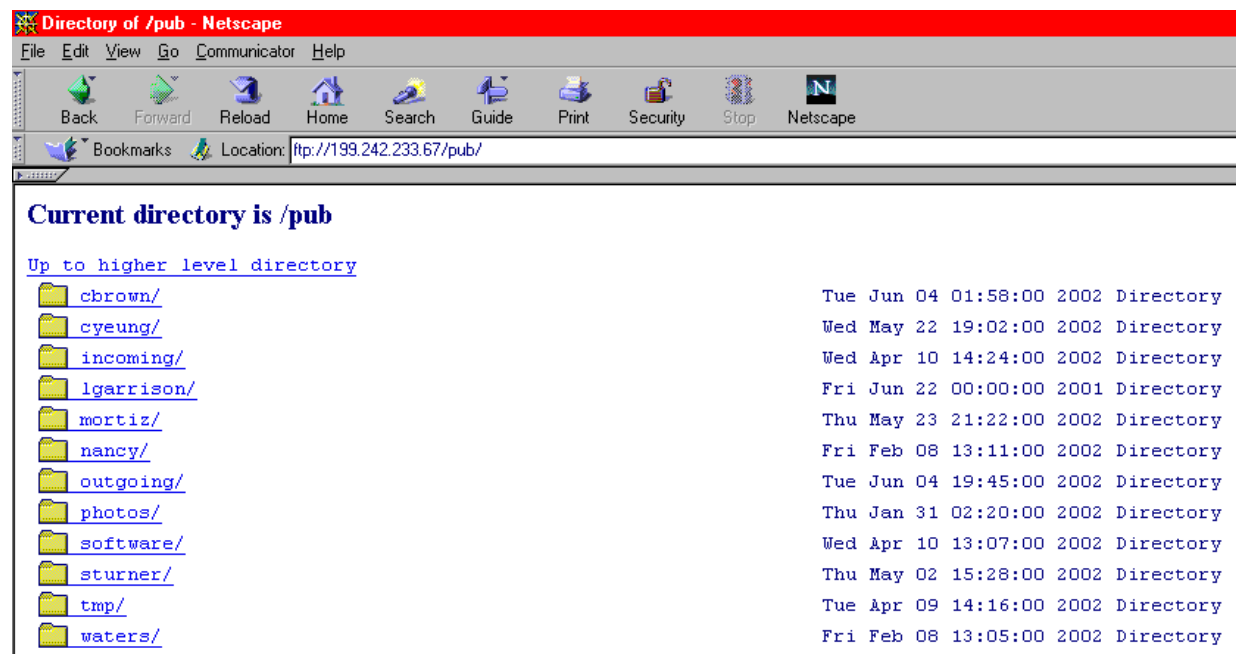 Directory of /pub - Netscape
File Edit View Go Communicator Help
Back Forward Reload Home Search Guide Print Security Stop N Netscape
Bookmarks Location: ftp://199.242.233.67/pub/
Current directory is /pub
Up to higher level directory
cbrown/ Tue Jun 04 01:58:00 2002 Directory
cyeung/ Wed May 22 19:02:00 2002 Directory
incoming/ Wed Apr 10 14:24:00 2002 Directory
lgarrison/ Fri Jun 22 00:00:00 2001 Directory
mortiz/ Thu May 23 21:22:00 2002 Directory
nancy/ Fri Feb 08 13:11:00 2002 Directory
outgoing/ Tue Jun 04 19:45:00 2002 Directory
photos/ Thu Jan 31 02:20:00 2002 Directory
software/ Wed Apr 10 13:07:00 2002 Directory
sturner/ Thu May 02 15:28:00 2002 Directory
tmp/ Tue Apr 09 14:16:00 2002 Directory
waters/ Fri Feb 08 13:05:00 2002 Directory